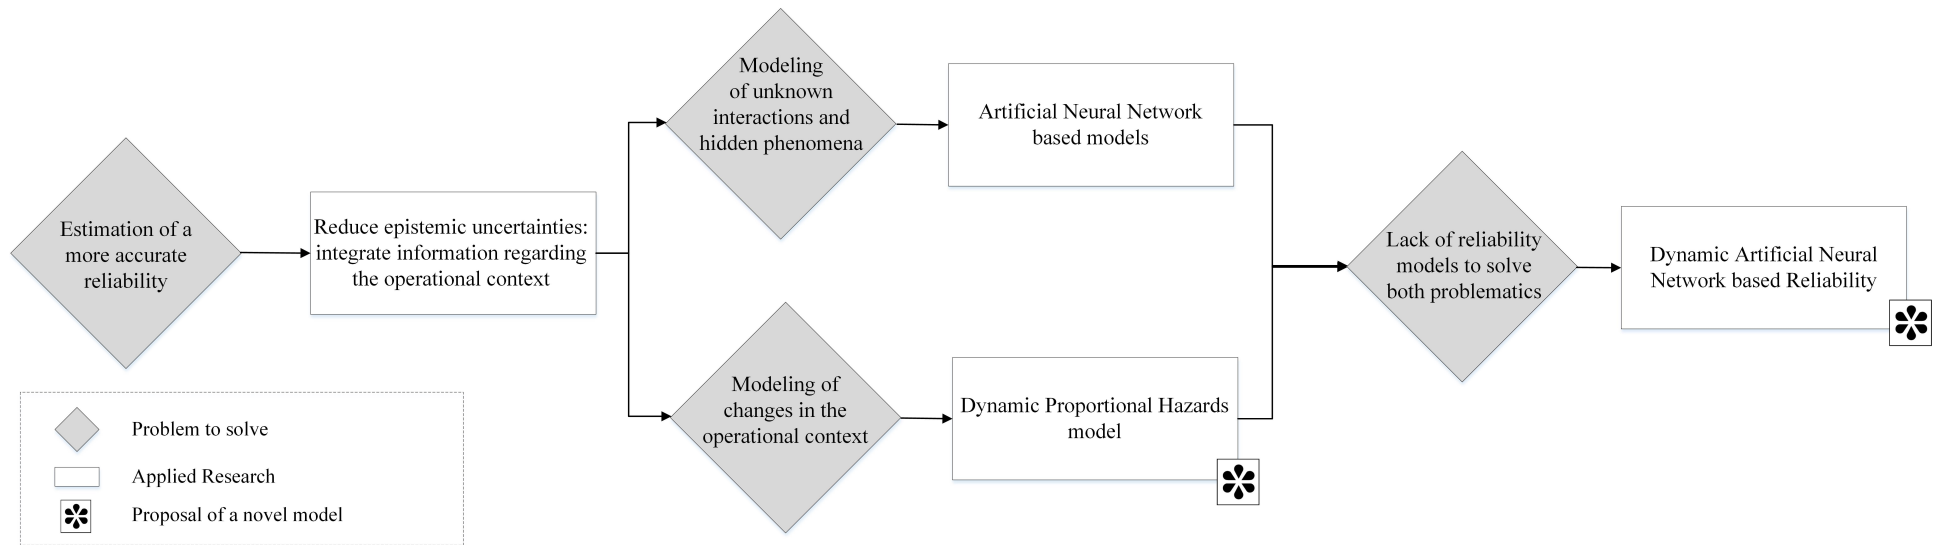 Estimation of a
more accurate
reliability
Reduce epistemic uncertainties:
integrate information regarding
the operational context
Modeling
of unknown
interactions and
hidden phenomena
Artificial Neural Network
based models
Modeling of
changes in the
operational context
Dynamic Proportional Hazards
model
Lack of reliability
models to solve
both problematics
Dynamic Artificial Neural
Network based Reliability
Problem to solve
Applied Research
Proposal of a novel model